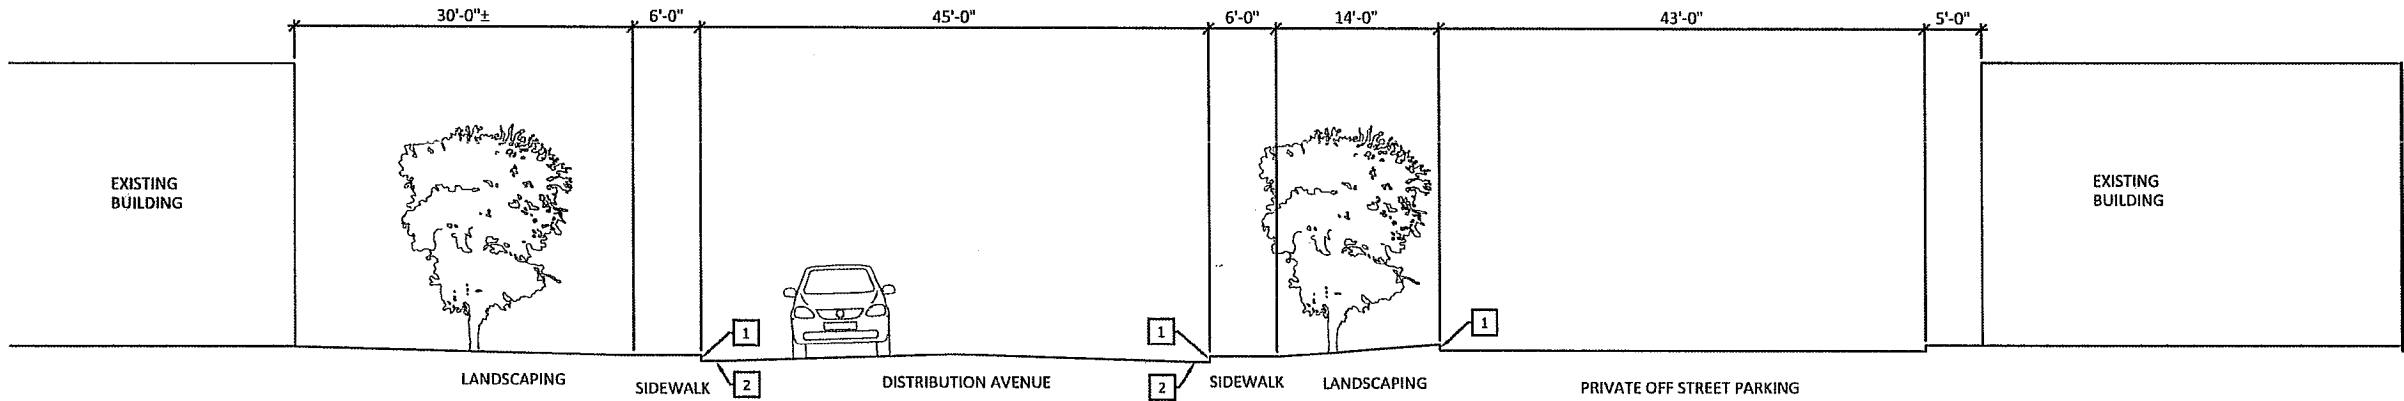 30'-0"±
6'-0"
45'-0"
6'-0"
14'-0"
43'-0"
5'-0"
EXISTING
BUILDING
EXISTING
BUILDING
1
1
1
2
2
LANDSCAPING
SIDEWALK
DISTRIBUTION AVENUE
SIDEWALK
LANDSCAPING
PRIVATE OFF STREET PARKING